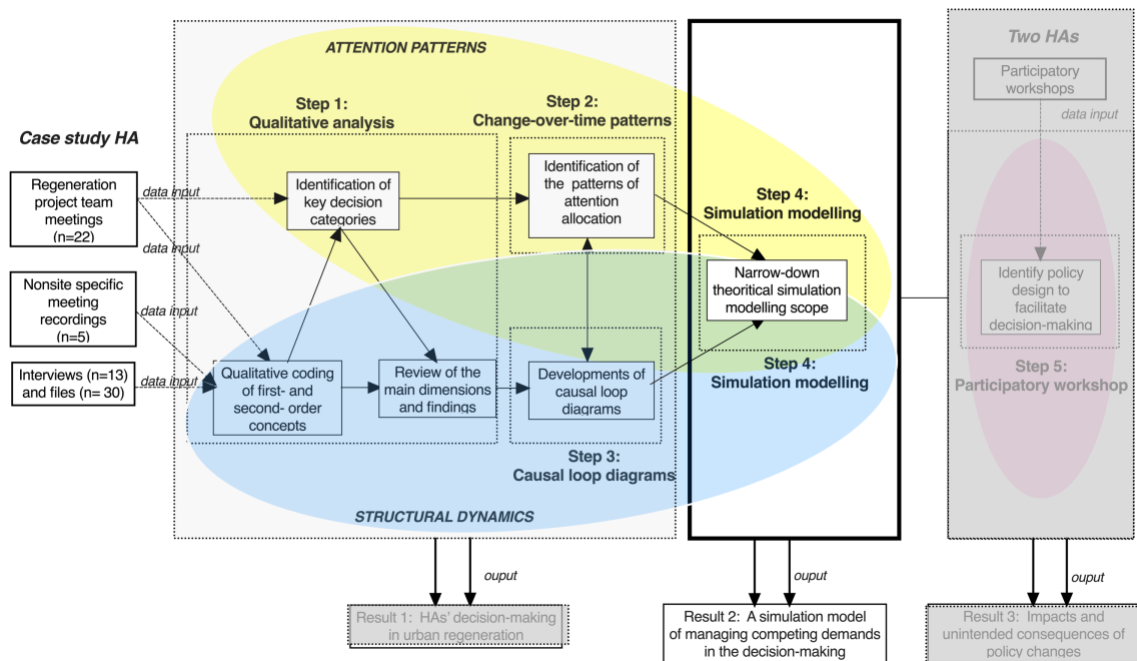 ATTENTION PATTERNS
Two HAs
Participatory
workshops
data input
Step 1:
Qualitative analysis
Step 2:
Change-over-time patterns
Case study HA
Regeneration
project team
meetings
(n=22)
data input
data input
Identification of
key decision
categories
Identification of
the patterns of
attention
allocation
Step 4:
Simulation modelling
Nonsite specific
meeting
recordings
(n=5)
data input
Narrow-down
theoritical simulation
modelling scope
Identify policy
design to
facilitate
decision-making
Interviews (n=13)
and files (n= 30)
data input
Qualitative coding
of first- and
second- order
concepts
Review of the
main dimensions
and findings
Developments of
causal loop
diagrams
Step 4:
Simulation modelling
Step 5:
Participatory workshop
Step 3:
Causal loop diagrams
STRUCTURAL DYNAMICS
ouput
ouput
ouput
Result 1: HAs' decision-making
in urban regeneration
Result 2: A simulation model
of managing competing demands
in the decision-making
Result 3: Impacts and
unintended consequences of
policy changes